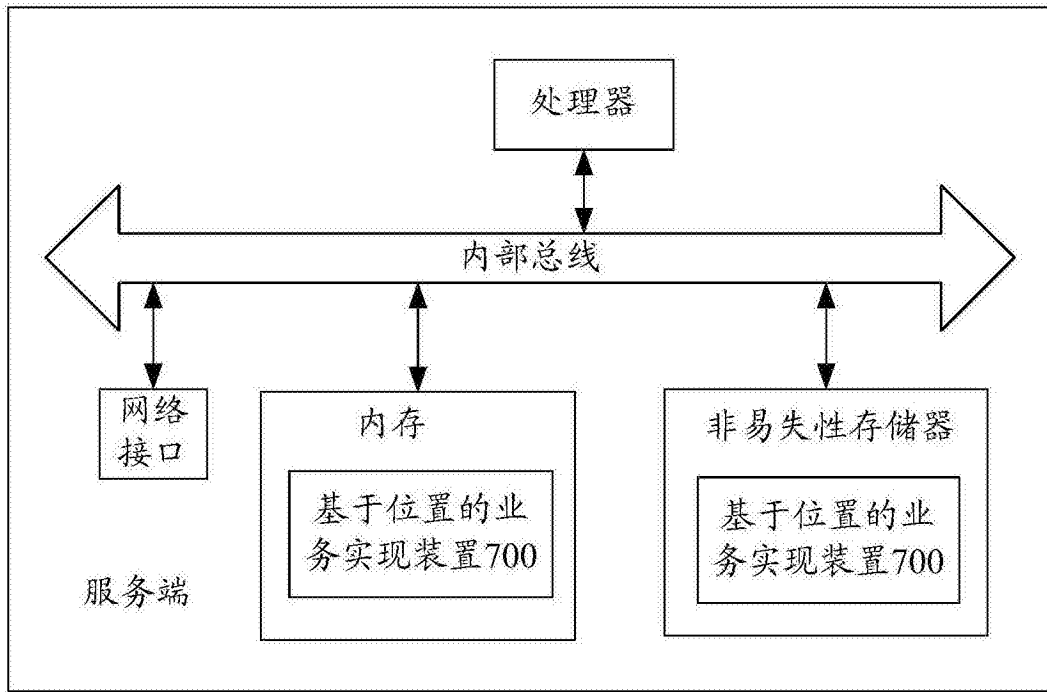 处理器
内部总线
网络
接口
内存
基于位置的业
务实现装置700
非易失性存储器
基于位置的业
务实现装置700
服务端